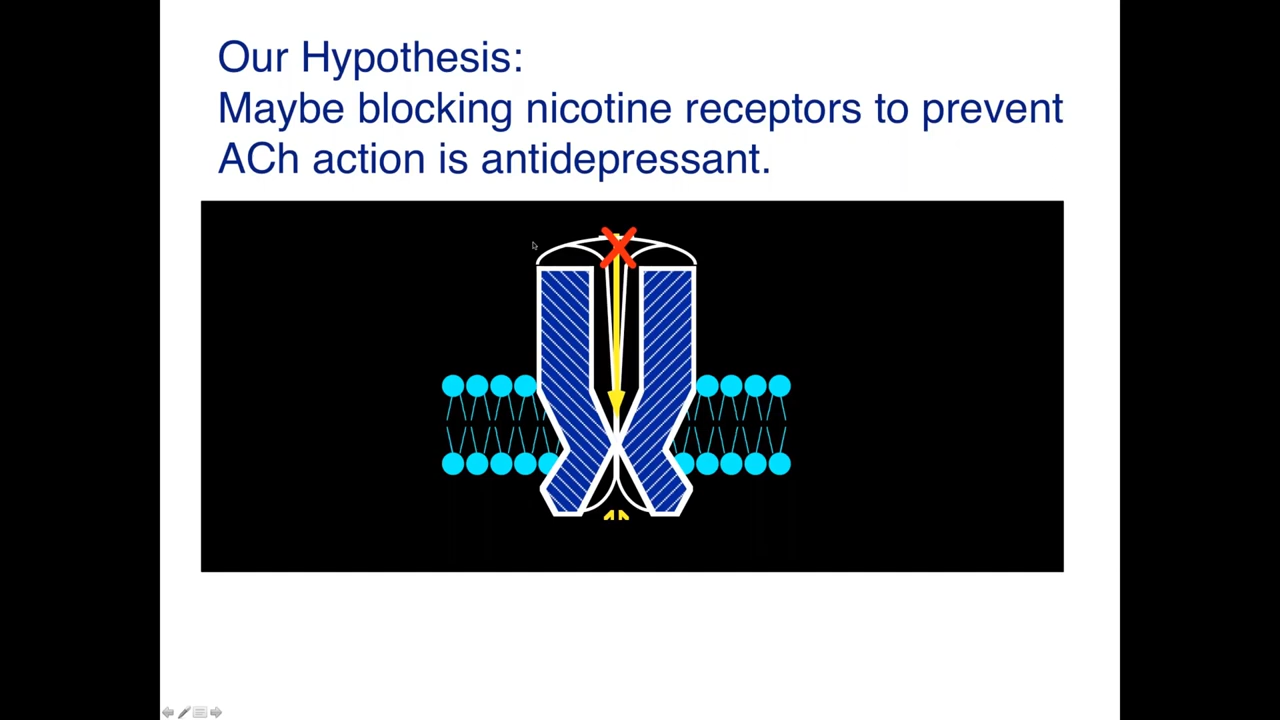 Our Hypothesis:
Maybe blocking nicotine receptors to prevent
ACh action is antidepressant.